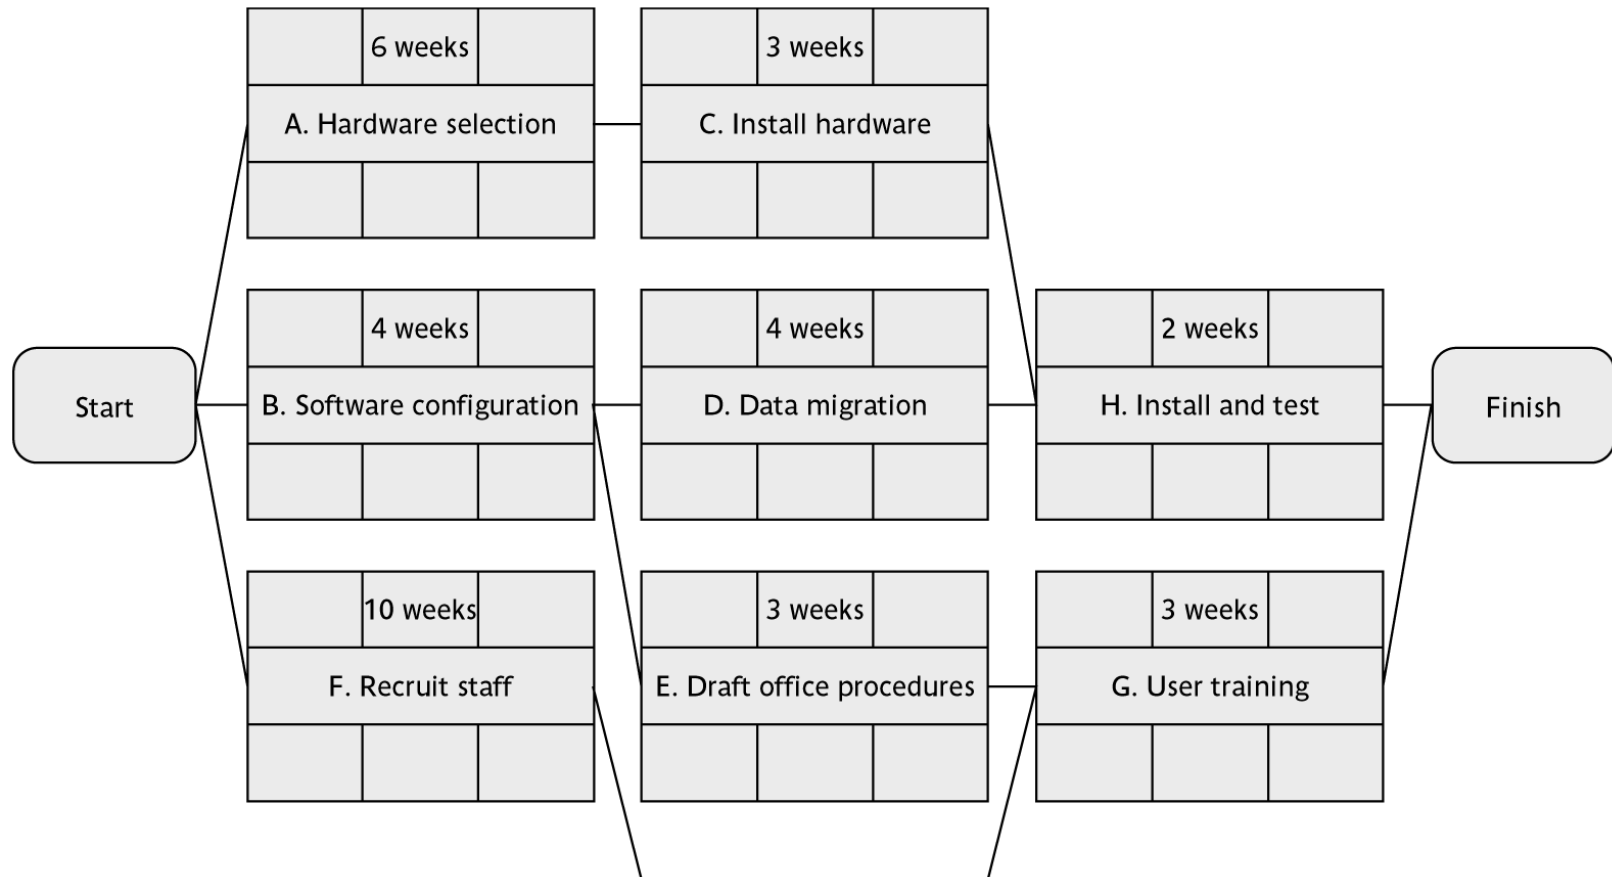 6 weeks
3 weeks
A. Hardware selection
C. Install hardware
4 weeks
4 weeks
2 weeks
Start
B. Software configuration
D. Data migration
H. Install and test
Finish
10 weeks
3 weeks
3 weeks
F. Recruit staff
E. Draft office procedures
G. User training